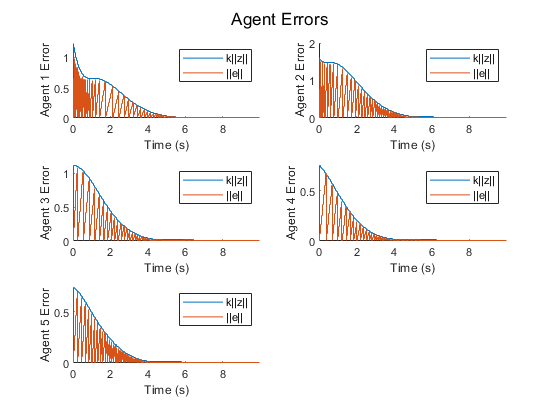 Agent Errors
Agent 1 Error
1
0.5
0
k||z||
||e||
0 2 4 6 8
Time (s)
Agent 2 Error
2
1
0
k||z||
||e||
0 2 4 6 8
Time (s)
Agent 3 Error
1
0.5
0
k||z||
||e||
0 2 4 6 8
Time (s)
Agent 4 Error
0.5
0
k||z||
||e||
0 2 4 6 8
Time (s)
Agent 5 Error
0.5
0
k||z||
||e||
0 2 4 6 8
Time (s)